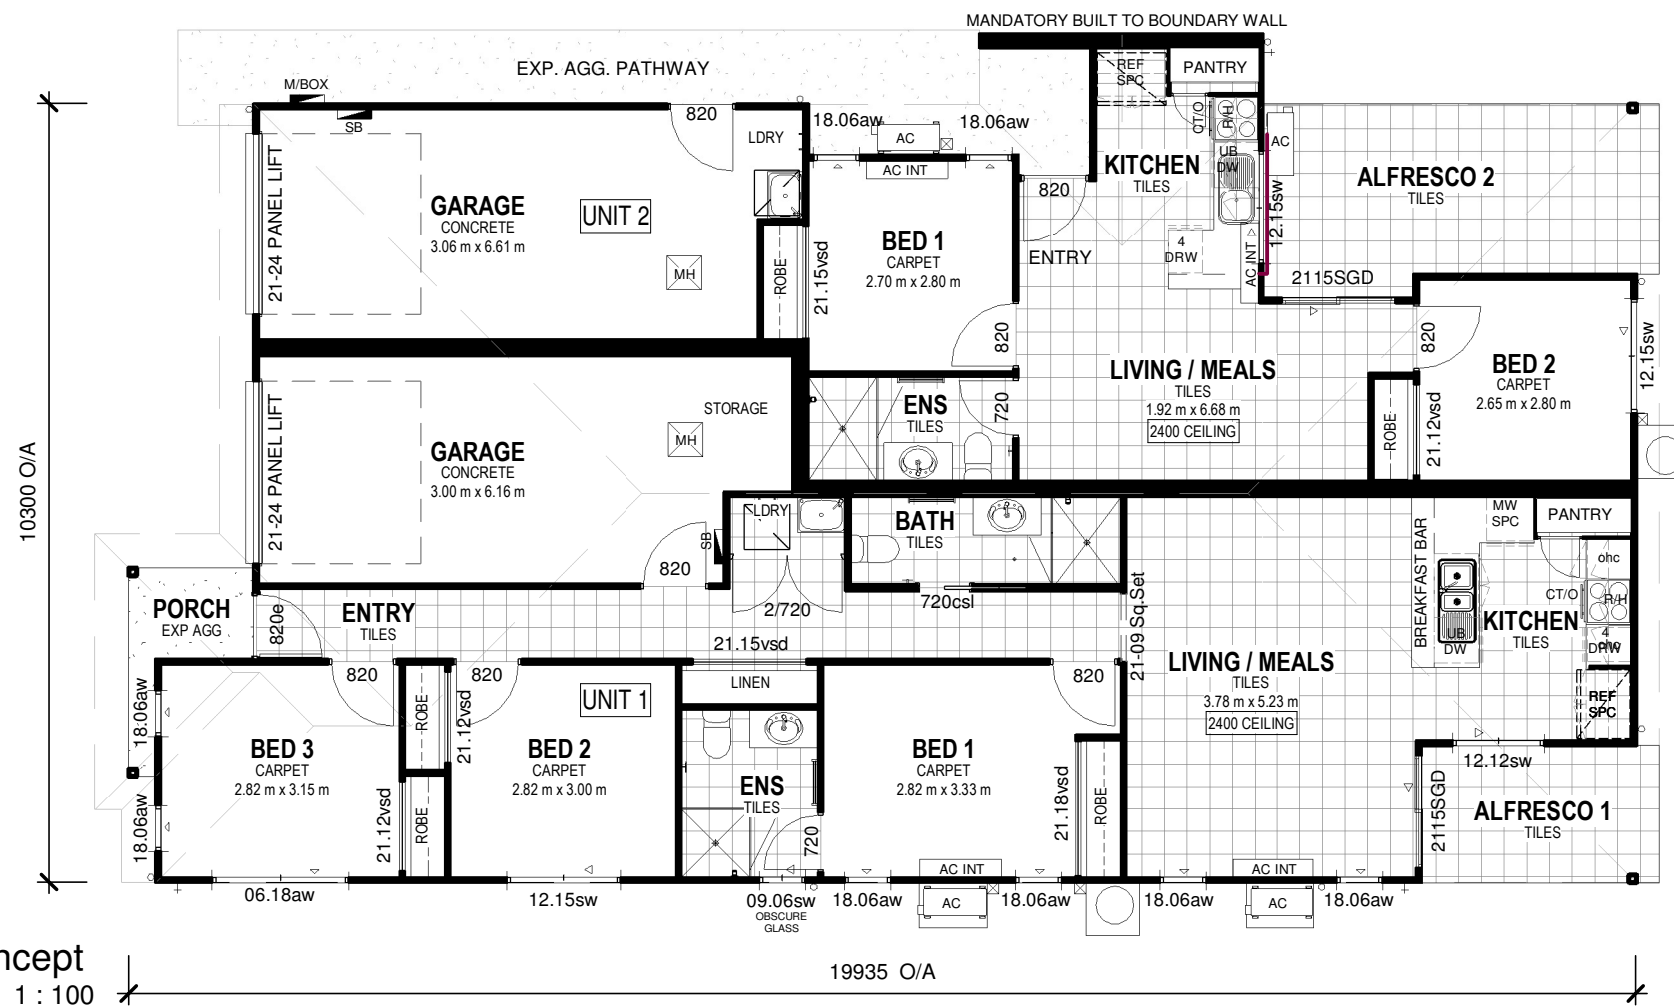 MANDATORY BUILT TO BOUNDARY WALL
EXP. AGG. PATHWAY
M/BOX
SB
820
LDRY
18.06aw
AC
18.06aw
AC INT
REF
SPC
PANTRY
CT/O
R/H
UB
DW
KITCHEN
TILES
820
4
DRW
AC INT
AC
12.15sw
ALFRESCO 2
TILES
2115SGD
21-24 PANEL LIFT
GARAGE
CONCRETE
3.06 m x 6.61 m
UNIT 2
MH
ROBE
21.15vsd
BED 1
CARPET
2.70 m x 2.80 m
ENTRY
820
LIVING / MEALS
TILES
1.92 m x 6.68 m
2400 CEILING
820
BED 2
CARPET
2.65 m x 2.80 m
12.15sw
ROBE
21.12vsd
ENS
TILES
720
10300 O/A
21-24 PANEL LIFT
GARAGE
CONCRETE
3.00 m x 6.16 m
STORAGE
MH
SB
820
LDRY
2/720
BATH
TILES
720csl
21-09 Sq.Set
BREAKFAST BAR
MW
SPC
PANTRY
ohc
CT/O
R/H
UB
DW
KITCHEN
TILES
4
DRW
ohc
REF
SPC
PORCH
EXP AGG
820e
ENTRY
TILES
21.15vsd
LINEN
820
820
820
18.06aw
18.06aw
BED 3
CARPET
2.82 m x 3.15 m
ROBE
21.12vsd
21.12vsd
ROBE
UNIT 1
BED 2
CARPET
2.82 m x 3.00 m
ENS
TILES
720
BED 1
CARPET
2.82 m x 3.33 m
21.18vsd
ROBE
LIVING / MEALS
TILES
3.78 m x 5.23 m
2400 CEILING
12.12sw
2115SGD
ALFRESCO 1
TILES
AC INT
AC INT
06.18aw
12.15sw
09.06sw
OBSCURE
GLASS
18.06aw
AC
18.06aw
18.06aw
AC
18.06aw
ncept
1 : 100
19935 O/A